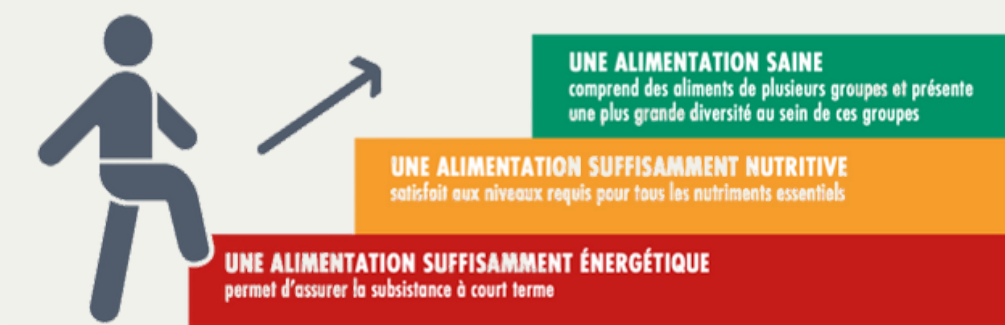 UNE ALIMENTATION SAINE
comprend des aliments de plusieurs groupes et présente
une plus grande diversité au sein de ces groupes
UNE ALIMENTATION SUFFISAMMENT NUTRITIVE
satisfait aux niveaux requis pour tous les nutriments essentiels
UNE ALIMENTATION SUFFISAMMENT ÉNERGÉTIQUE
permet d'assurer la subsistance à court terme